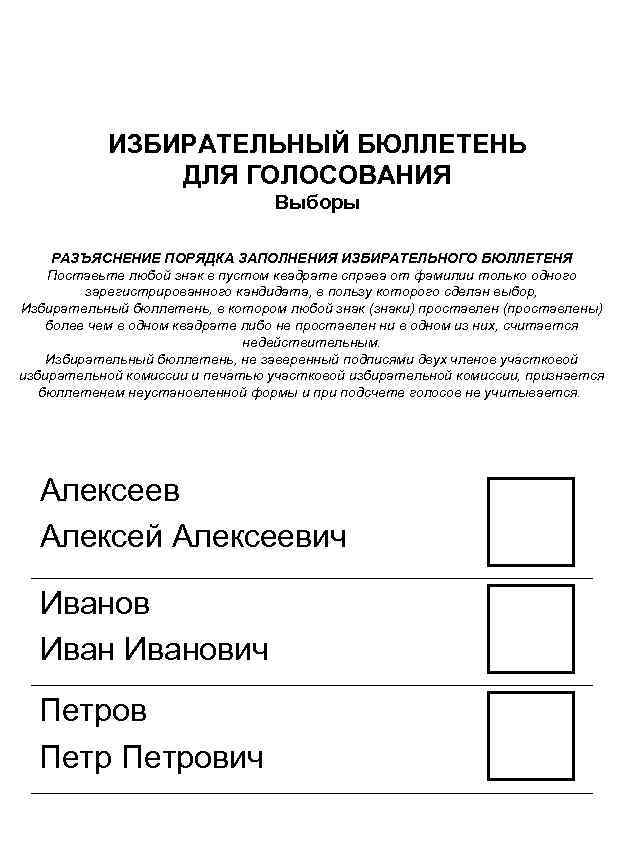 ИЗБИРАТЕЛЬНЫЙ БЮЛЛЕТЕНЬ
ДЛЯ ГОЛОСОВАНИЯ
Выборы
РАЗЪЯСНЕНИЕ ПОРЯДКА ЗАПОЛНЕНИЯ ИЗБИРАТЕЛЬНОГО БЮЛЛЕТЕНЯ
Поставьте любой знак в пустом квадрате справа от фамилии только одного
зарегистрированного кандидата, в пользу которого сделан выбор,
Избирательный бюллетень, в котором любой знак (знаки) проставлен (проставлены)
более чем в одном квадрате либо не проставлен ни в одном из них, считается
недействительным.
Избирательный бюллетень, не заверенный подписями двух членов участковой
избирательной комиссии и печатью участковой избирательной комиссии, признается
бюллетенем неустановленной формы и при подсчете голосов не учитывается.
Алексеев
Алексей Алексеевич
Иванов
Иван Иванович
Петров
Петр Петрович